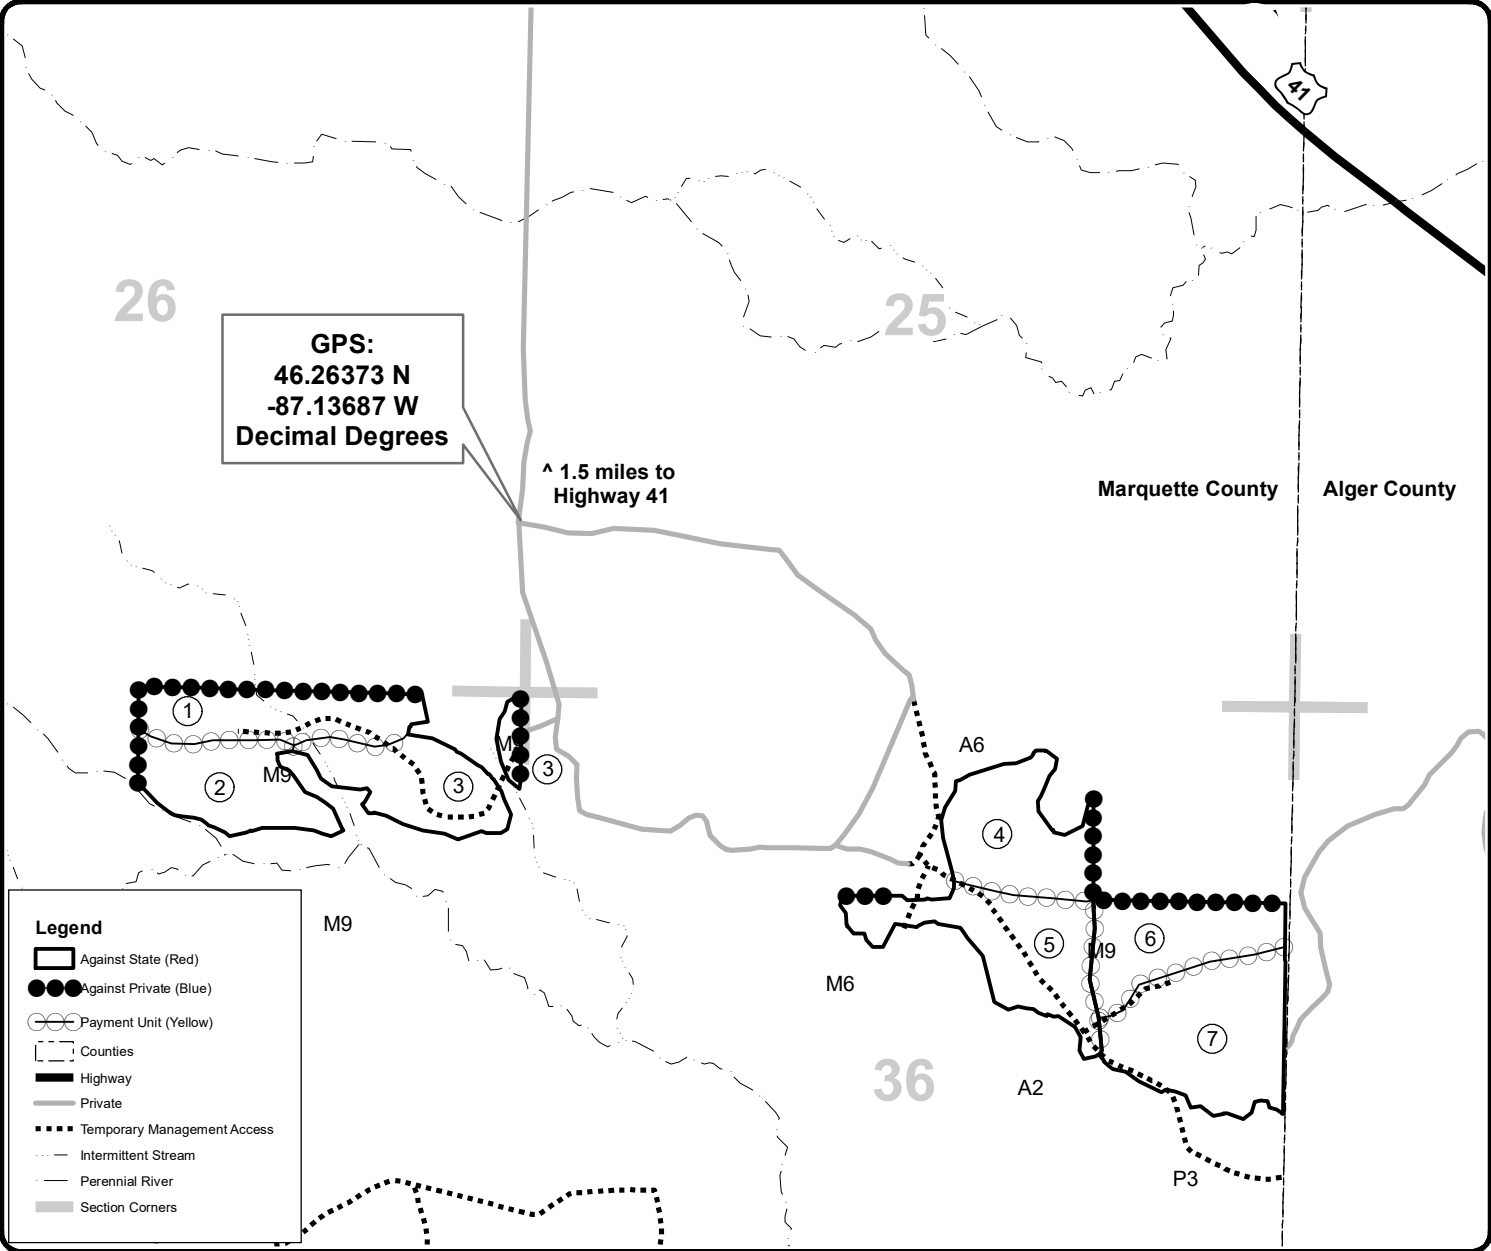 41
26
25
GPS:
46.26373 N
-87.13687 W
Decimal Degrees
^ 1.5 miles to
Highway 41
Marquette County
Alger County
1
M9
2
3
3
A6
4
5
M9
6
M6
7
36
A2
P3
M9
Legend
Against State (Red)
Against Private (Blue)
Payment Unit (Yellow)
Counties
Highway
Private
Temporary Management Access
Intermittent Stream
Perennial River
Section Corners